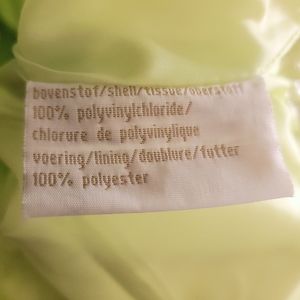 bovenstof/shell/tissue/oberstoff
100% polyvinylchloride/
chlorure de polyvinylique
voering/lining/doublure/futter
100% polyester